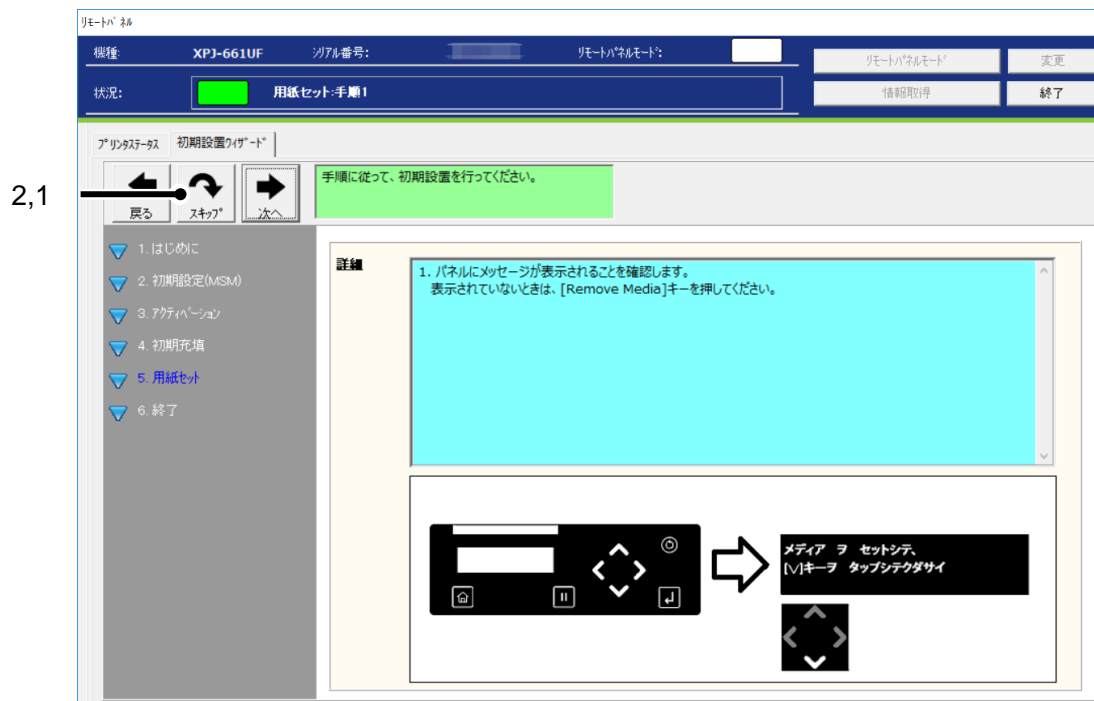 リモートパネル
機種: XPJ-661UF シリアル番号: リモートパネルモード:
リモートパネルモード 変更
状況: 用紙セット:手順1
情報取得 終了
プリンタステータス 初期設置ウィザード
2,1
戻る スキップ 次へ
手順に従って、初期設置を行ってください。
1. はじめに
2. 初期設定(MSM)
3. アクティベーション
4. 初期充填
5. 用紙セット
6. 終了
詳細
1. パネルにメッセージが表示されることを確認します。
表示されていないときは、[Remove Media]キーを押してください。
メディア ヲ セットシテ、
[∨]キーヲ タップシテクダサイ